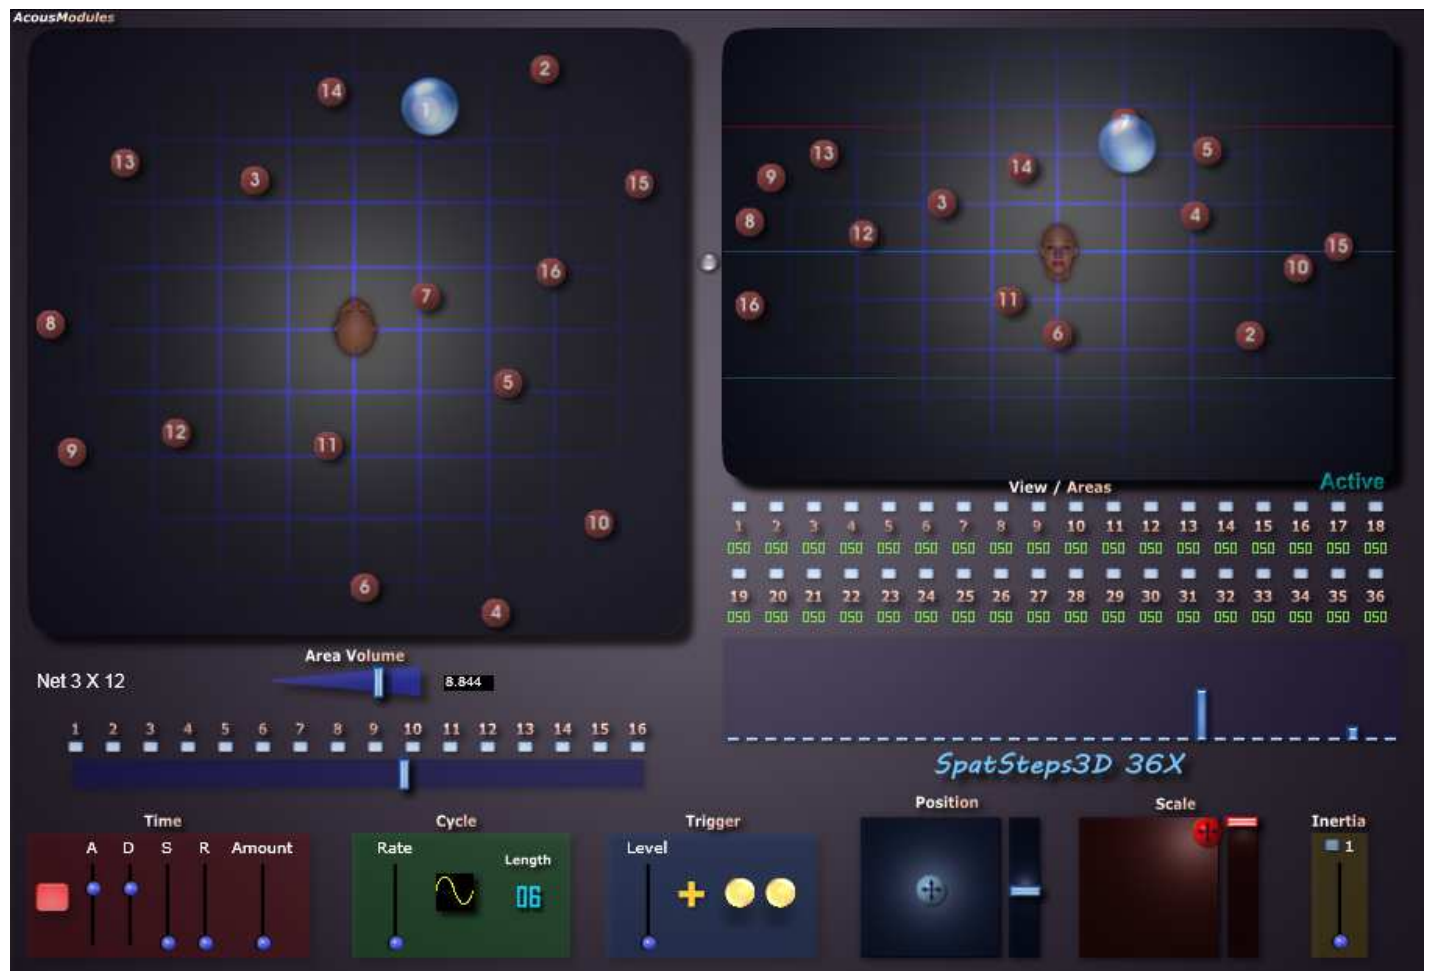 AcousModules
2
14
1
13
3
15
16
7
8
5
12
11
9
10
6
4
7
5
13
14
9
3
4
8
12
15
10
11
16
6
2
View / Areas
Active
1 2 3 4 5 6 7 8 9 10 11 12 13 14 15 16 17 18
050 050 050 050 050 050 050 050 050 050 050 050 050 050 050 050 050 050
19 20 21 22 23 24 25 26 27 28 29 30 31 32 33 34 35 36
050 050 050 050 050 050 050 050 050 050 050 050 050 050 050 050 050 050
Area Volume
Net 3 X 12
8.844
1 2 3 4 5 6 7 8 9 10 11 12 13 14 15 16
SpatSteps3D 36X
Time
A D S R Amount
Cycle
Rate
Length
06
Trigger
Level
Position
Scale
Inertia
1